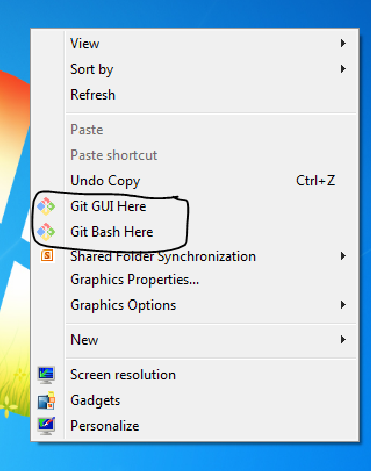 View
Sort by
Refresh
Paste
Paste shortcut
Undo Copy Ctrl+Z
Git GUI Here
Git Bash Here
Shared Folder Synchronization
Graphics Properties...
Graphics Options
New
Screen resolution
Gadgets
Personalize